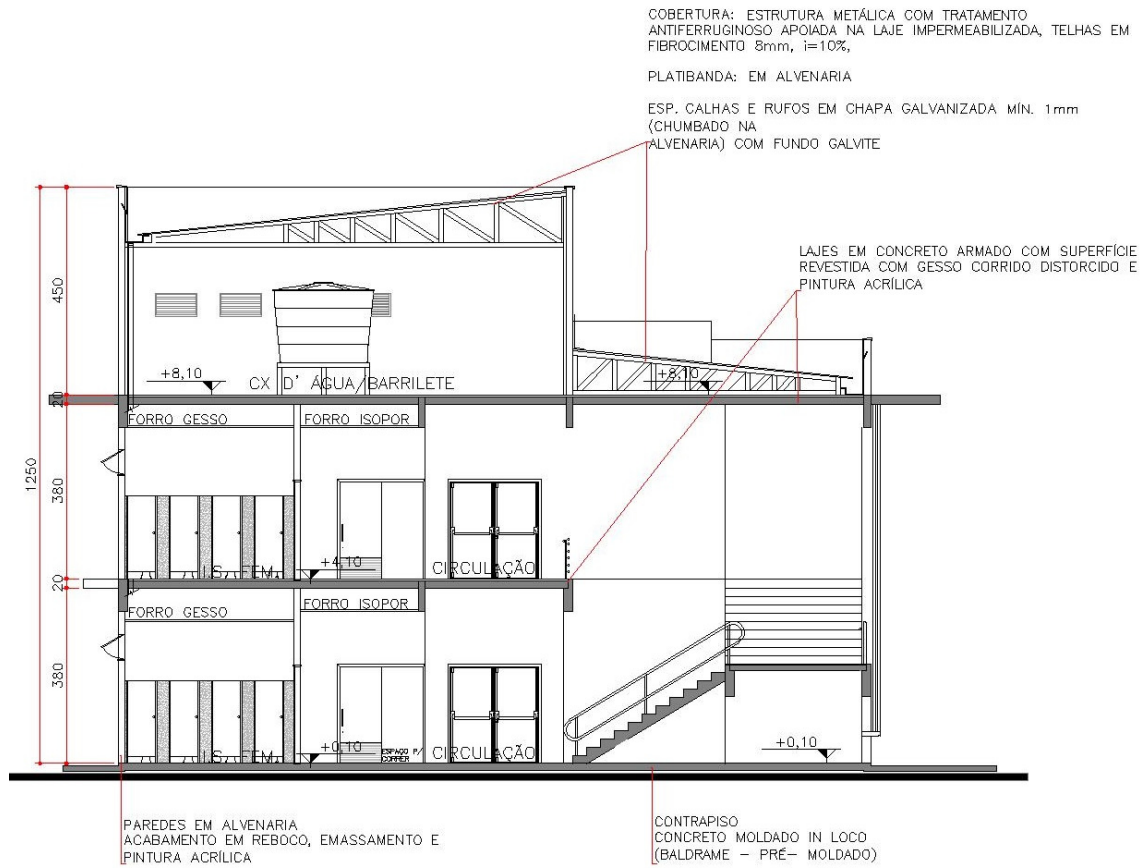 COBERTURA: ESTRUTURA METÁLICA COM TRATAMENTO
ANTIFERRUGINOSO APOIADA NA LAJE IMPERMEABILIZADA, TELHAS EM
FIBROCIMENTO 8mm, i=10%,
PLATIBANDA: EM ALVENARIA
ESP. CALHAS E RUFOS EM CHAPA GALVANIZADA MÍN. 1mm
(CHUMBADO NA
ALVENARIA) COM FUNDO GALVITE
LAJES EM CONCRETO ARMADO COM SUPERFÍCIE
REVESTIDA COM GESSO CORRIDO DISTORCIDO E
PINTURA ACRÍLICA
450
+8,10
CX D' ÁGUA/BARRILETE
+8,10
20
FORRO GESSO
FORRO ISOPOR
1250
380
I.S. FEM.
+4,10
CIRCULAÇÃO
20
FORRO GESSO
FORRO ISOPOR
380
I.S. FEM.
+0,10
ESPAÇO P/
CORRER
CIRCULAÇÃO
+0,10
PAREDES EM ALVENARIA
ACABAMENTO EM REBOCO, EMASSAMENTO E
PINTURA ACRÍLICA
CONTRAPISO
CONCRETO MOLDADO IN LOCO
(BALDRAME - PRÉ- MOLDADO)